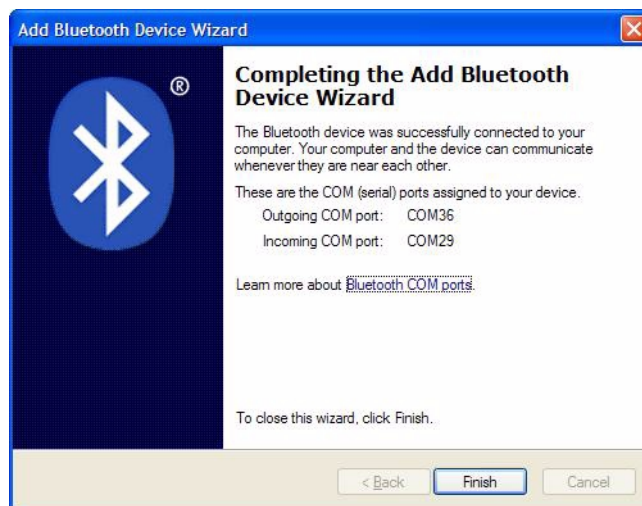 Add Bluetooth Device Wizard
®
Completing the Add Bluetooth
Device Wizard
The Bluetooth device was successfully connected to your
computer. Your computer and the device can communicate
whenever they are near each other.
These are the COM (serial) ports assigned to your device.
Outgoing COM port: COM36
Incoming COM port: COM29
Learn more about Bluetooth COM ports.
To close this wizard, click Finish.
< Back Finish Cancel